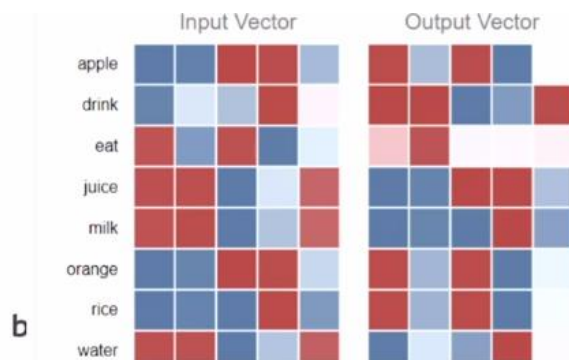 Input Vector Output Vector
apple
drink
eat
juice
milk
orange
rice
b
water